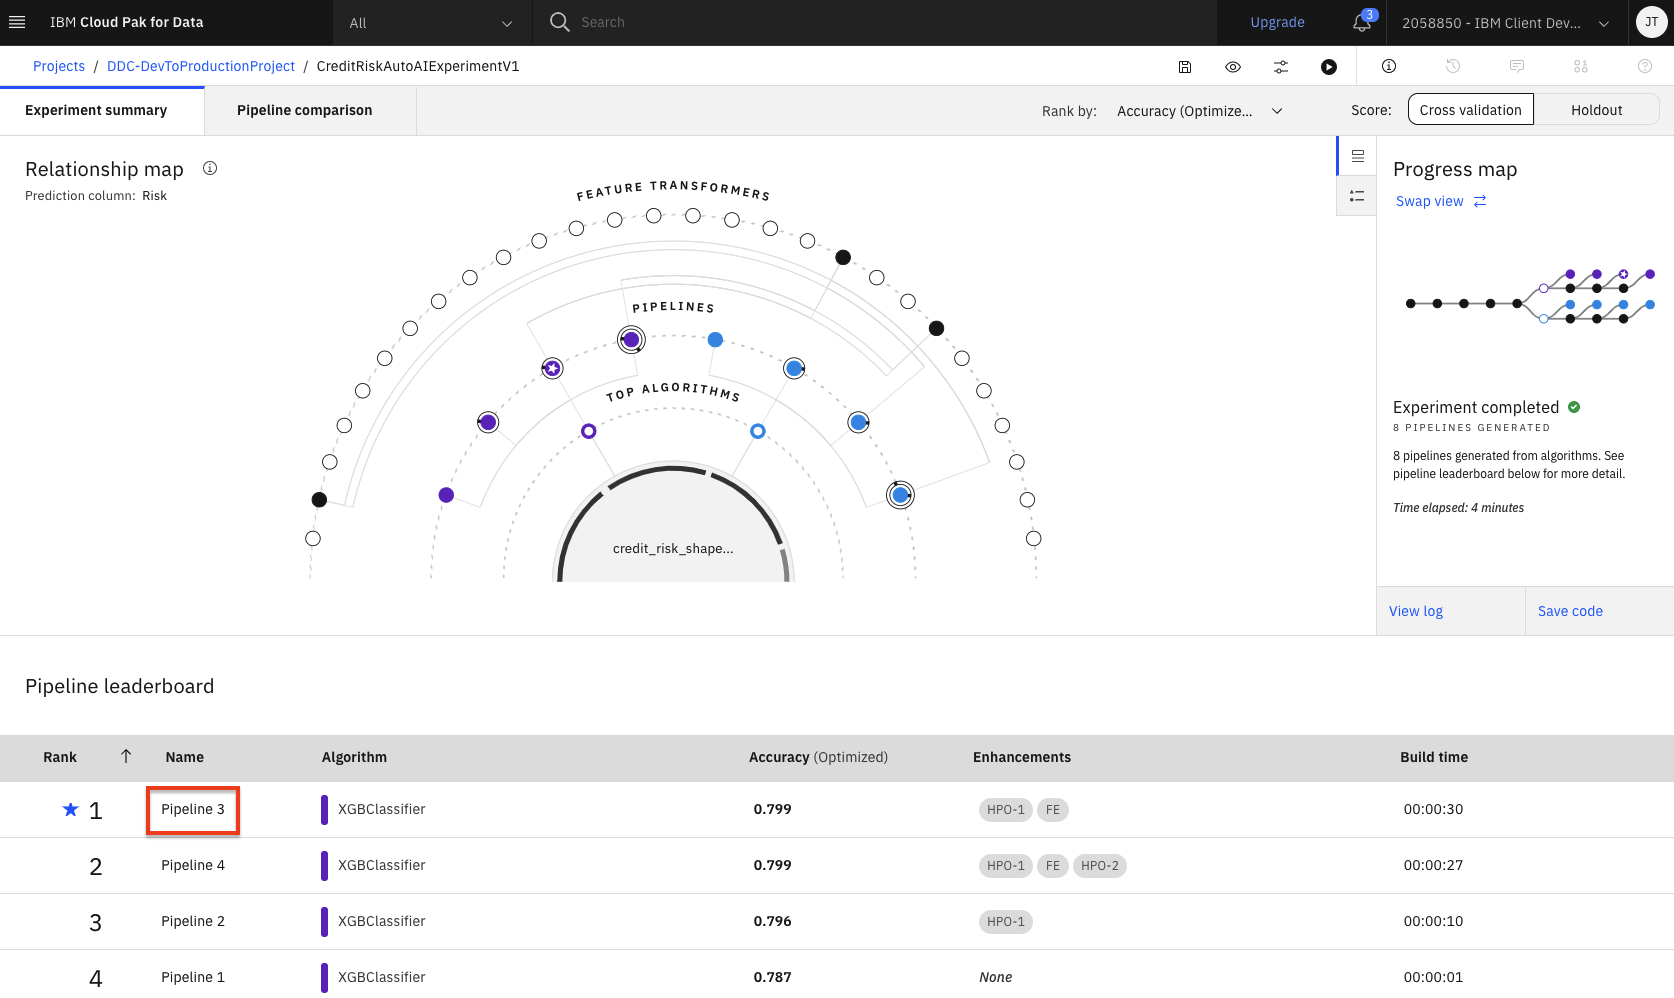 IBM Cloud Pak for Data
All
Search
Upgrade
3
2058850 - IBM Client Dev...
JT
Projects / DDC-DevToProductionProject / CreditRiskAutoAIExperimentV1
Experiment summary
Pipeline comparison
Rank by: Accuracy (Optimize...
Score: Cross validation Holdout
Relationship map
Prediction column: Risk
FEATURE TRANSFORMERS
PIPELINES
TOP ALGORITHMS
credit_risk_shape...
Progress map
Swap view
Experiment completed
8 PIPELINES GENERATED
8 pipelines generated from algorithms. See
pipeline leaderboard below for more detail.
Time elapsed: 4 minutes
View log
Save code
Pipeline leaderboard
Rank Name Algorithm Accuracy (Optimized) Enhancements Build time
1 Pipeline 3 XGBClassifier 0.799 HPO-1 FE 00:00:30
2 Pipeline 4 XGBClassifier 0.799 HPO-1 FE HPO-2 00:00:27
3 Pipeline 2 XGBClassifier 0.796 HPO-1 00:00:10
4 Pipeline 1 XGBClassifier 0.787 None 00:00:01